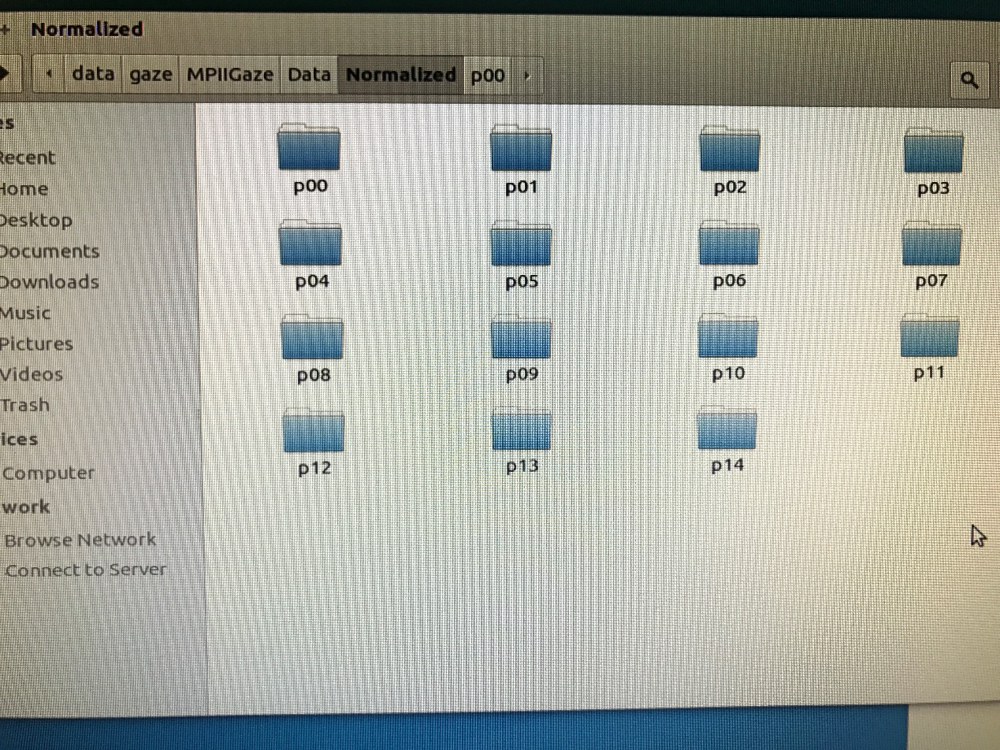 Normalized
data gaze MPIIGaze Data Normalized p00
es
Recent
Home
Desktop
Documents
Downloads
Music
Pictures
Videos
Trash
ices
Computer
work
Browse Network
Connect to Server
p00 p01 p02 p03
p04 p05 p06 p07
p08 p09 p10 p11
p12 p13 p14